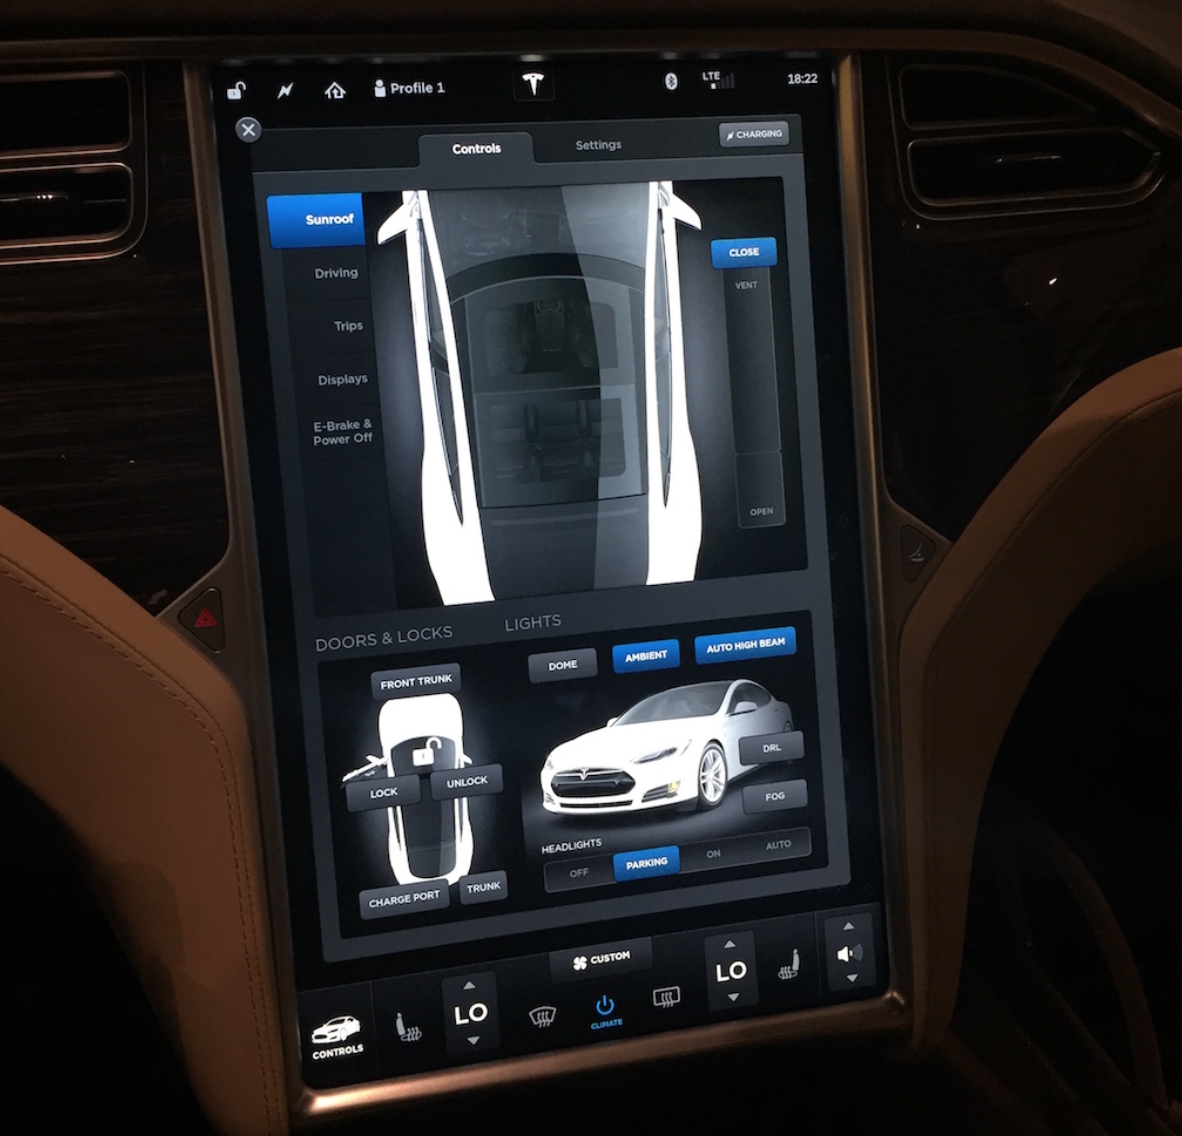 Profile 1
LTE
18:22
Controls
Settings
CHARGING
Sunroof
Driving
Trips
Displays
E-Brake &
Power Off
CLOSE
VENT
OPEN
DOORS & LOCKS
FRONT TRUNK
LOCK
UNLOCK
CHARGE PORT
TRUNK
LIGHTS
DOME
AMBIENT
AUTO HIGH BEAM
DRL
FOG
HEADLIGHTS
OFF
PARKING
ON
AUTO
CONTROLS
LO
CUSTOM
CLIMATE
LO